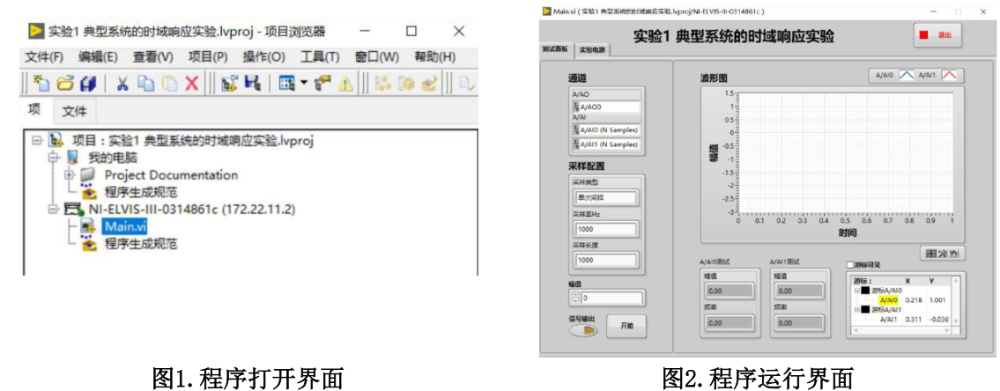 实验1 典型系统的时域响应实验.lvproj - 项目浏览器
文件(F) 编辑(E) 查看(V) 项目(P) 操作(O) 工具(T) 窗口(W) 帮助(H)
项 文件
项目：实验1 典型系统的时域响应实验.lvproj
我的电脑
Project Documentation
程序生成规范
NI-ELVIS-III-0314861c (172.22.11.2)
Main.vi
程序生成规范
图1.程序打开界面
Main.vi ( 实验1 典型系统的时域响应实验.lvproj/NI-ELVIS-III-0314861c )
实验1 典型系统的时域响应实验
退出
测试面板 实验电路
通道
A/AO
A/AO0
A/AI
A/AI0 (N Samples)
A/AI1 (N Samples)
采样配置
采样类型
单次采样
采样率Hz
1000
采样长度
1000
幅值
0
信号输出
开始
波形图
A/AI0 A/AI1
1.5
1
0.5
0
-0.5
-1
-1.5
-2
-2.5
-3
幅值
0 0.1 0.2 0.3 0.4 0.5 0.6 0.7 0.8 0.9 1
时间
A/AI0测试
幅值
0.00
频率
0.00
A/AI1测试
幅值
0.00
频率
0.00
游标可见
游标： X Y
游标A/AI0
A/AI0 0.218 1.001
游标A/AI1
A/AI1 0.311 -0.036
图2.程序运行界面